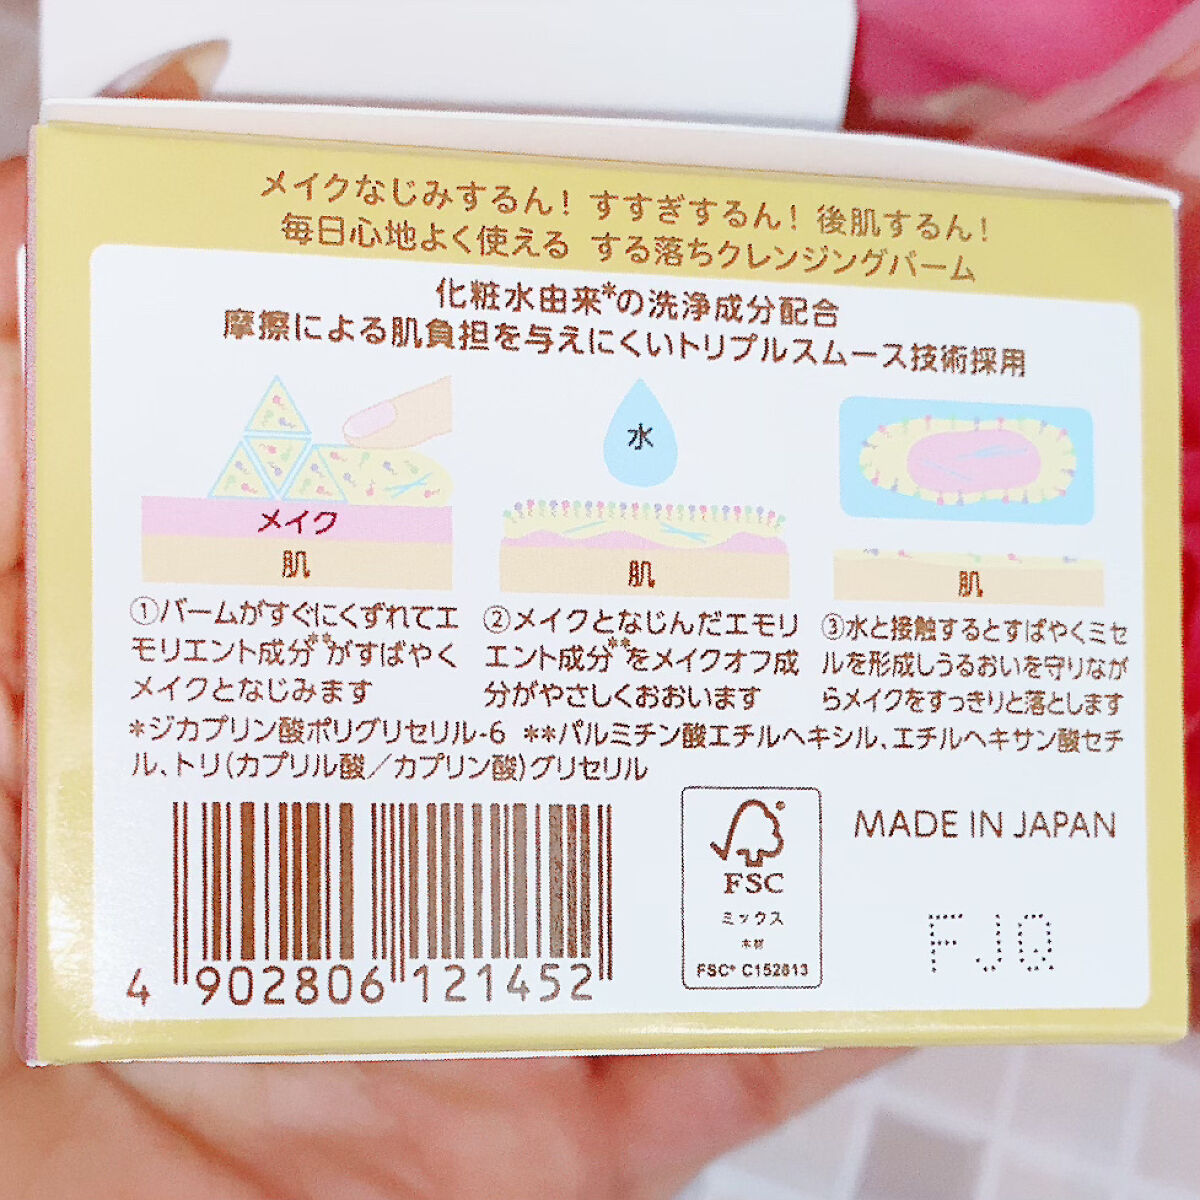 メイクなじみするん! すすぎするん! 後肌するん!
毎日心地よく使える する落ちクレンジングバーム
化粧水由来*の洗浄成分配合
摩擦による肌負担を与えにくいトリプルスムース技術採用
メイク
肌
水
肌
肌
①バームがすぐにくずれてエ
モリエント成分**がすばやく
メイクとなじみます
②メイクとなじんだエモリ
エント成分**をメイクオフ成
分がやさしくおおいます
③水と接触するとすばやくミセ
ルを形成しうるおいを守りなが
らメイクをすっきりと落とします
*ジカプリン酸ポリグリセリル-6 **パルミチン酸エチルヘキシル、エチルヘキサン酸セチ
ル、トリ(カプリル酸/カプリン酸)グリセリル
4 902806 121452
FSC
ミックス
木材
FSC® C152813
MADE IN JAPAN
FJQ